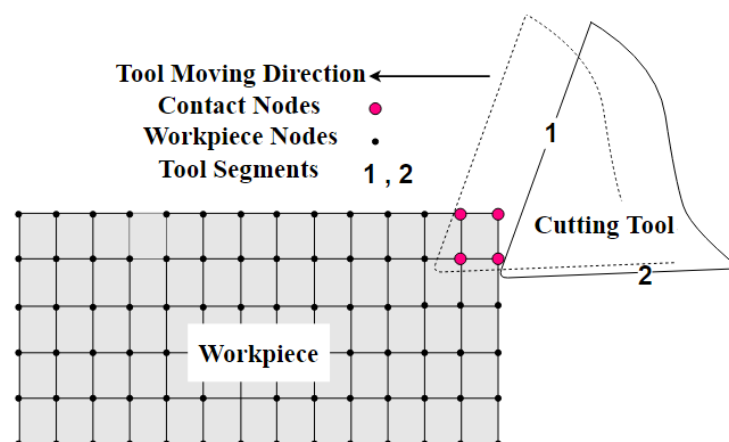 Tool Moving Direction
Contact Nodes
Workpiece Nodes
Tool Segments 1 , 2
1
Cutting Tool
2
Workpiece